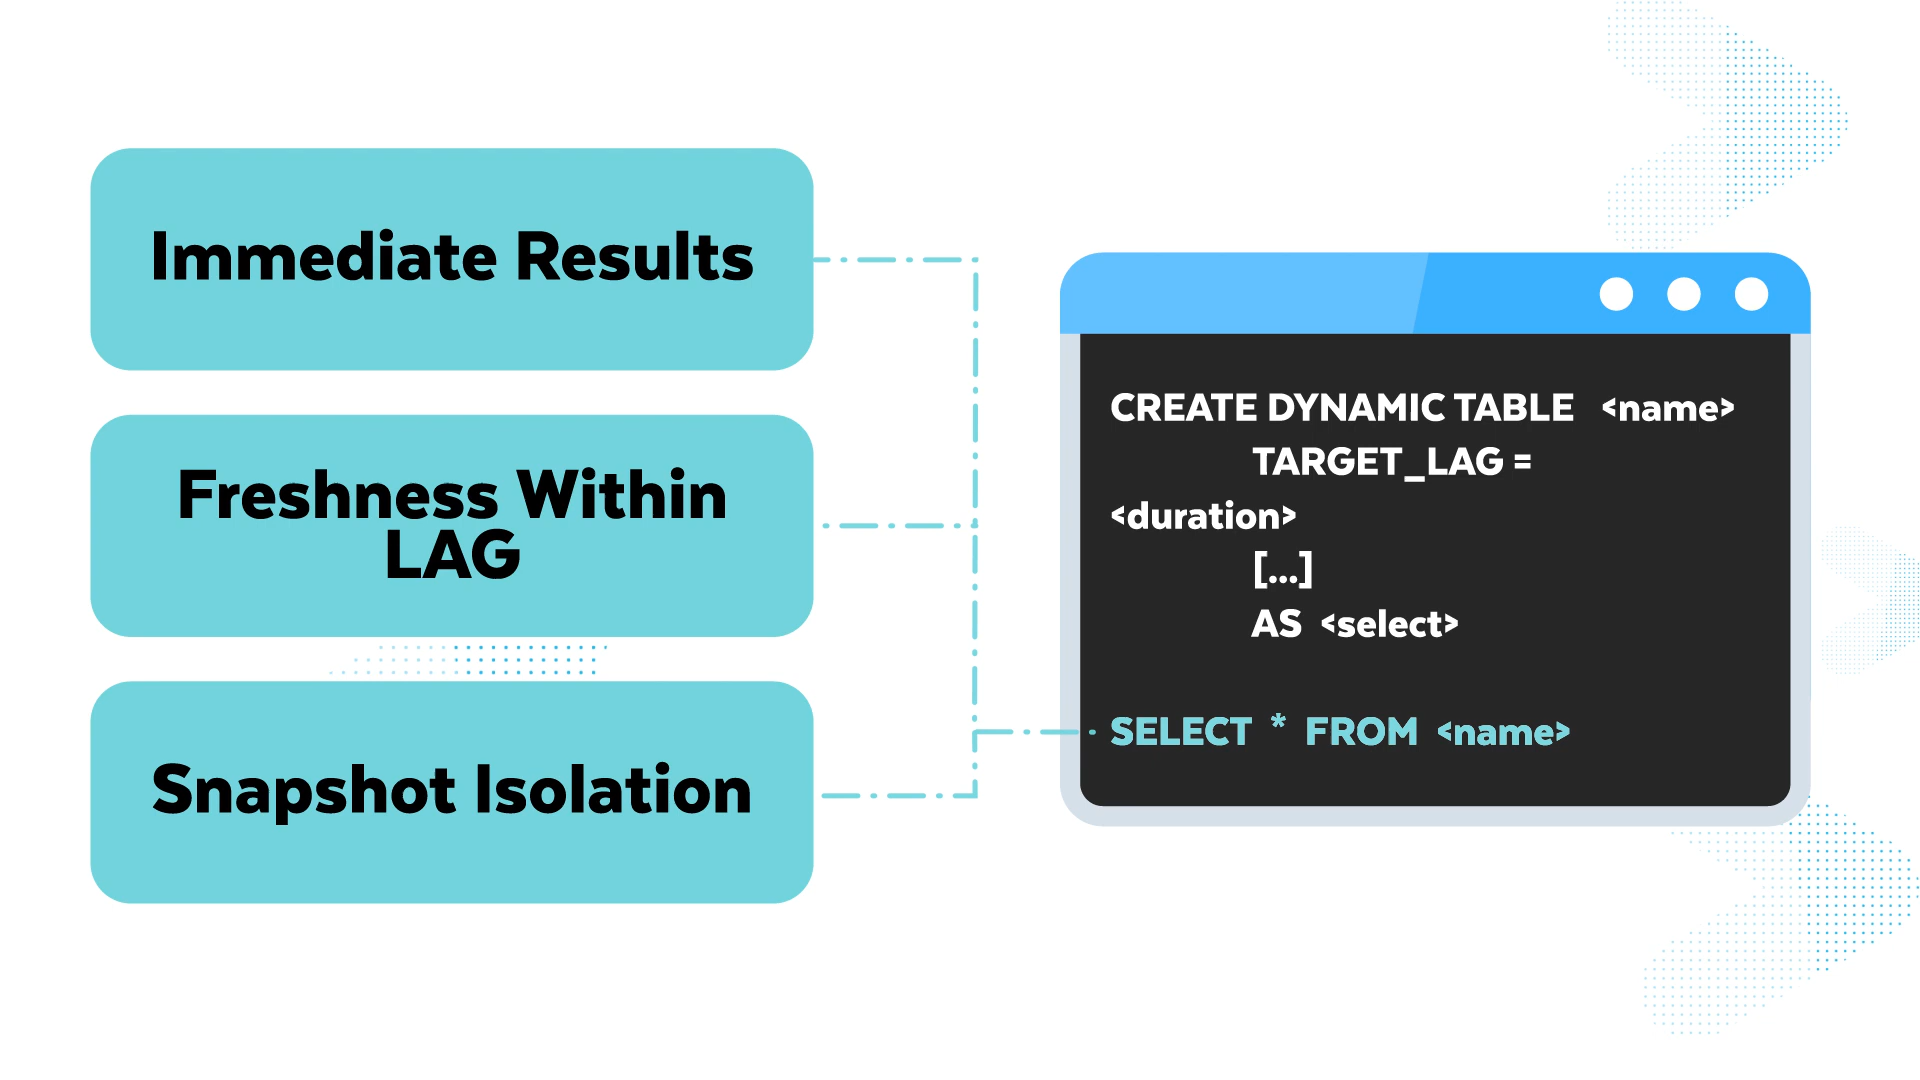 Immediate Results
Freshness Within
LAG
Snapshot Isolation
CREATE DYNAMIC TABLE <name>
TARGET_LAG =
<duration>
[...]
AS <select>
SELECT * FROM <name>